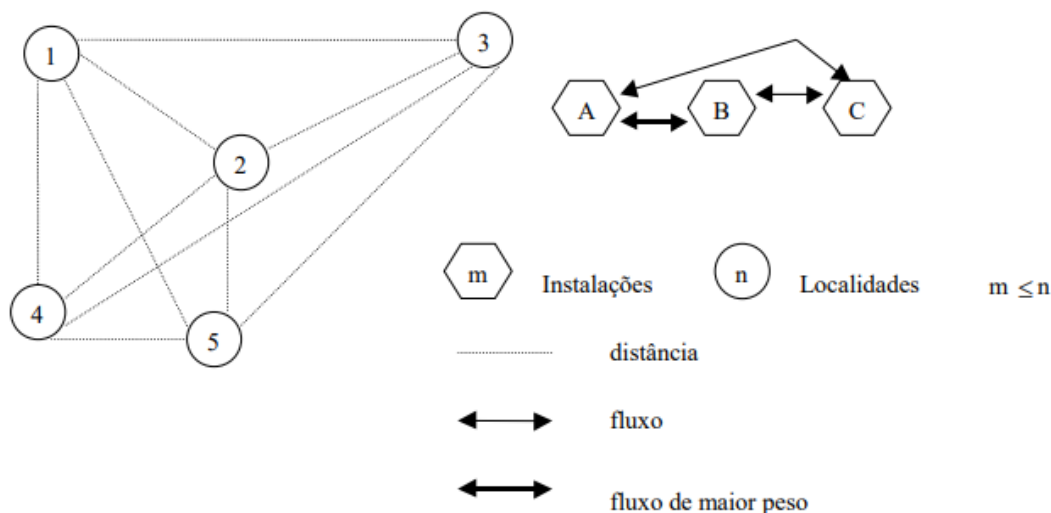 1
3
A
B
C
2
4
5
m Instalações n Localidades m ≤ n
distância
fluxo
fluxo de maior peso